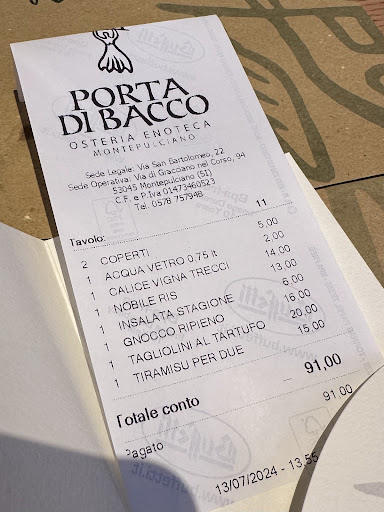 PORTA
DI BACCO
OSTERIA ENOTECA
MONTEPULCIANO
Sede Legale: Via San Bartolomeo, 22
Sede Operativa: Via di Gracciano nel Corso, 94
53045 Montepulciano (SI)
C.F. e P.Iva 01473460523
Tel. 0578 757948
Tavolo: 11
2 COPERTI 5,00
1 ACQUA VETRO 0,75 lt 2,00
1 CALICE VIGNA TRECCI 14,00
1 NOBILE RIS 13,00
1 INSALATA STAGIONE 6,00
1 GNOCCO RIPIENO 16,00
1 TAGLIOLINI AL TARTUFO 20,00
1 TIRAMISU PER DUE 15,00
Totale conto 91,00
Pagato 91,00
13/07/2024 - 13,55